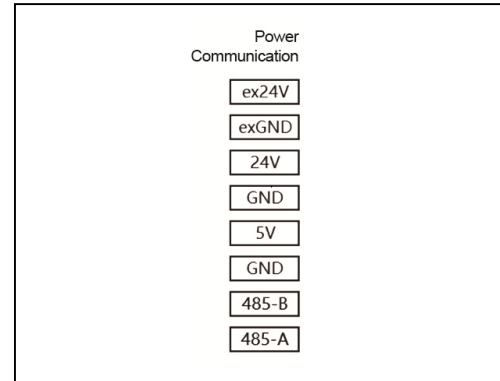 Power
Communication
ex24V
exGND
24V
GND
5V
GND
485-B
485-A